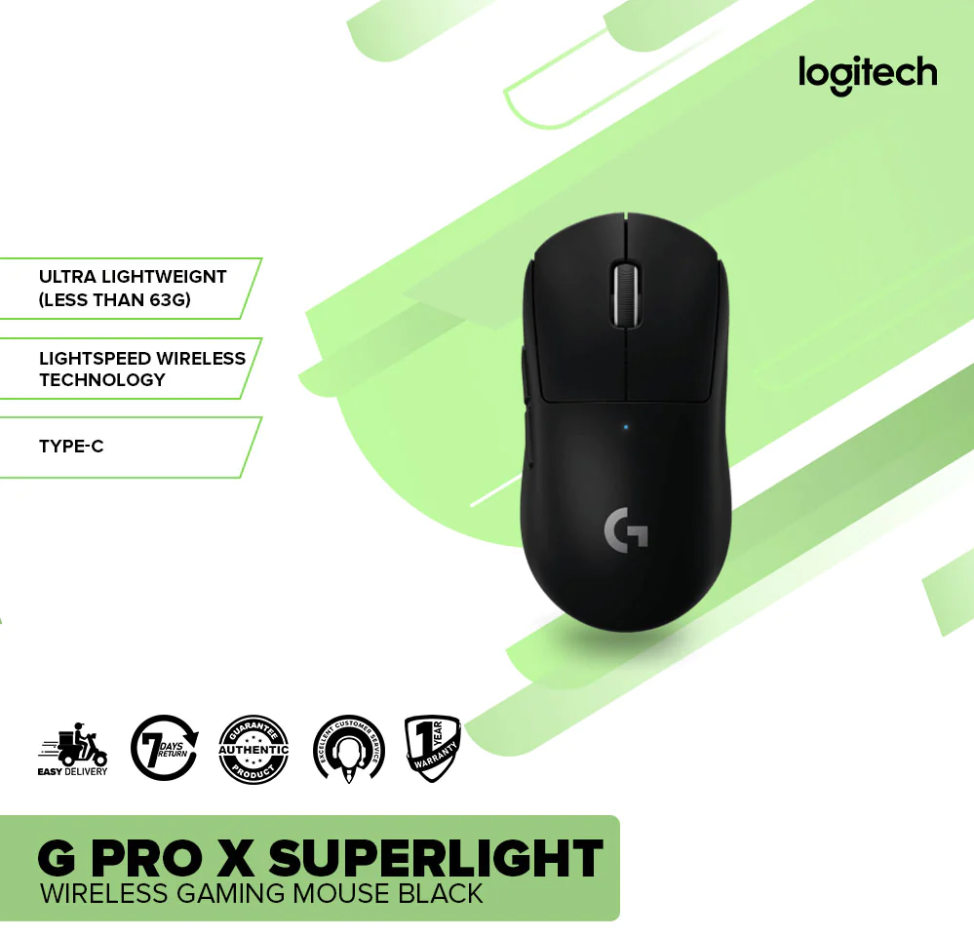 logitech
ULTRA LIGHTWEIGNT
(LESS THAN 63G)
LIGHTSPEED WIRELESS
TECHNOLOGY
TYPE-C
EASY DELIVERY
7 DAYS
RETURN
GUARANTEE
AUTHENTIC
PRODUCT
EXCELLENT CUSTOMER SERVICE
1 YEAR
WARRANTY
G PRO X SUPERLIGHT
WIRELESS GAMING MOUSE BLACK